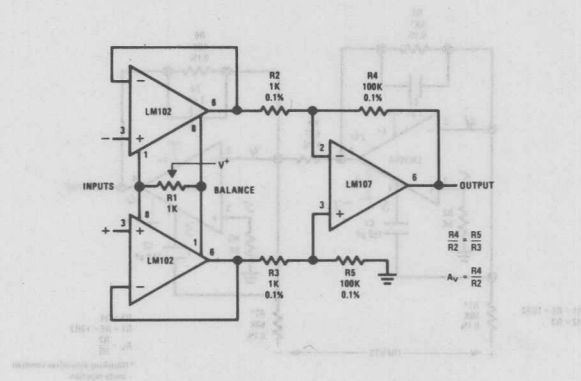 R2
1K
0.1%
R4
100K
0.1%
6
8
LM102
−
+
− 3
1
V+
INPUTS
R1
1K
BALANCE
2
−
LM107
6
OUTPUT
3
+
8
+ 3
+
1
LM102
6
−
R3
1K
0.1%
R5
100K
0.1%
R4
R2
=
R5
R3
AV = R4
R2